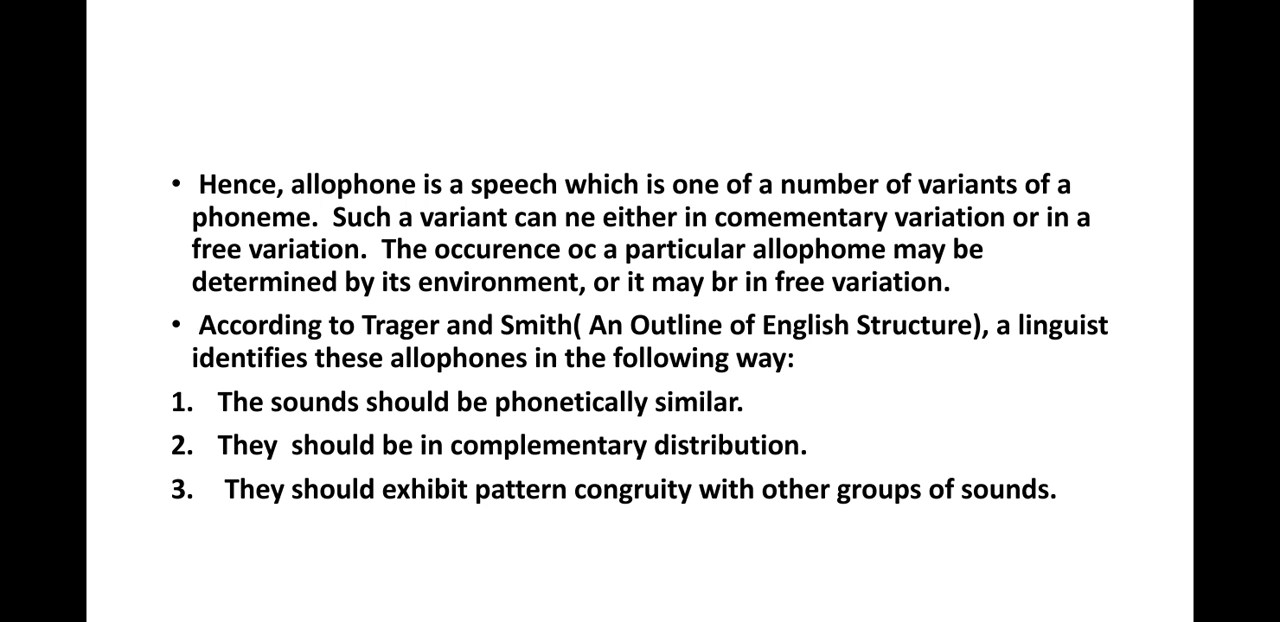 • Hence, allophone is a speech which is one of a number of variants of a
phoneme. Such a variant can ne either in comementary variation or in a
free variation. The occurence oc a particular allophome may be
determined by its environment, or it may br in free variation.
• According to Trager and Smith( An Outline of English Structure), a linguist
identifies these allophones in the following way:
1. The sounds should be phonetically similar.
2. They should be in complementary distribution.
3. They should exhibit pattern congruity with other groups of sounds.